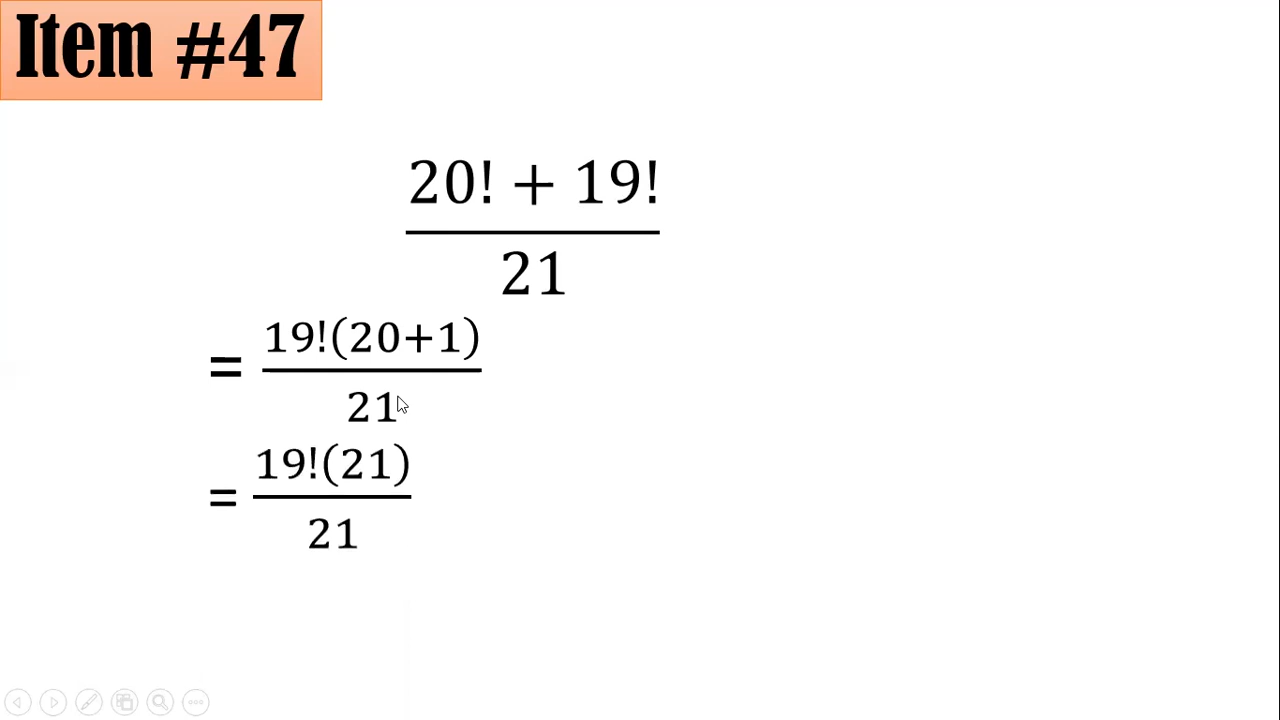 Item #47
20! + 19!
21
= 19!(20+1)
21
= 19!(21)
21